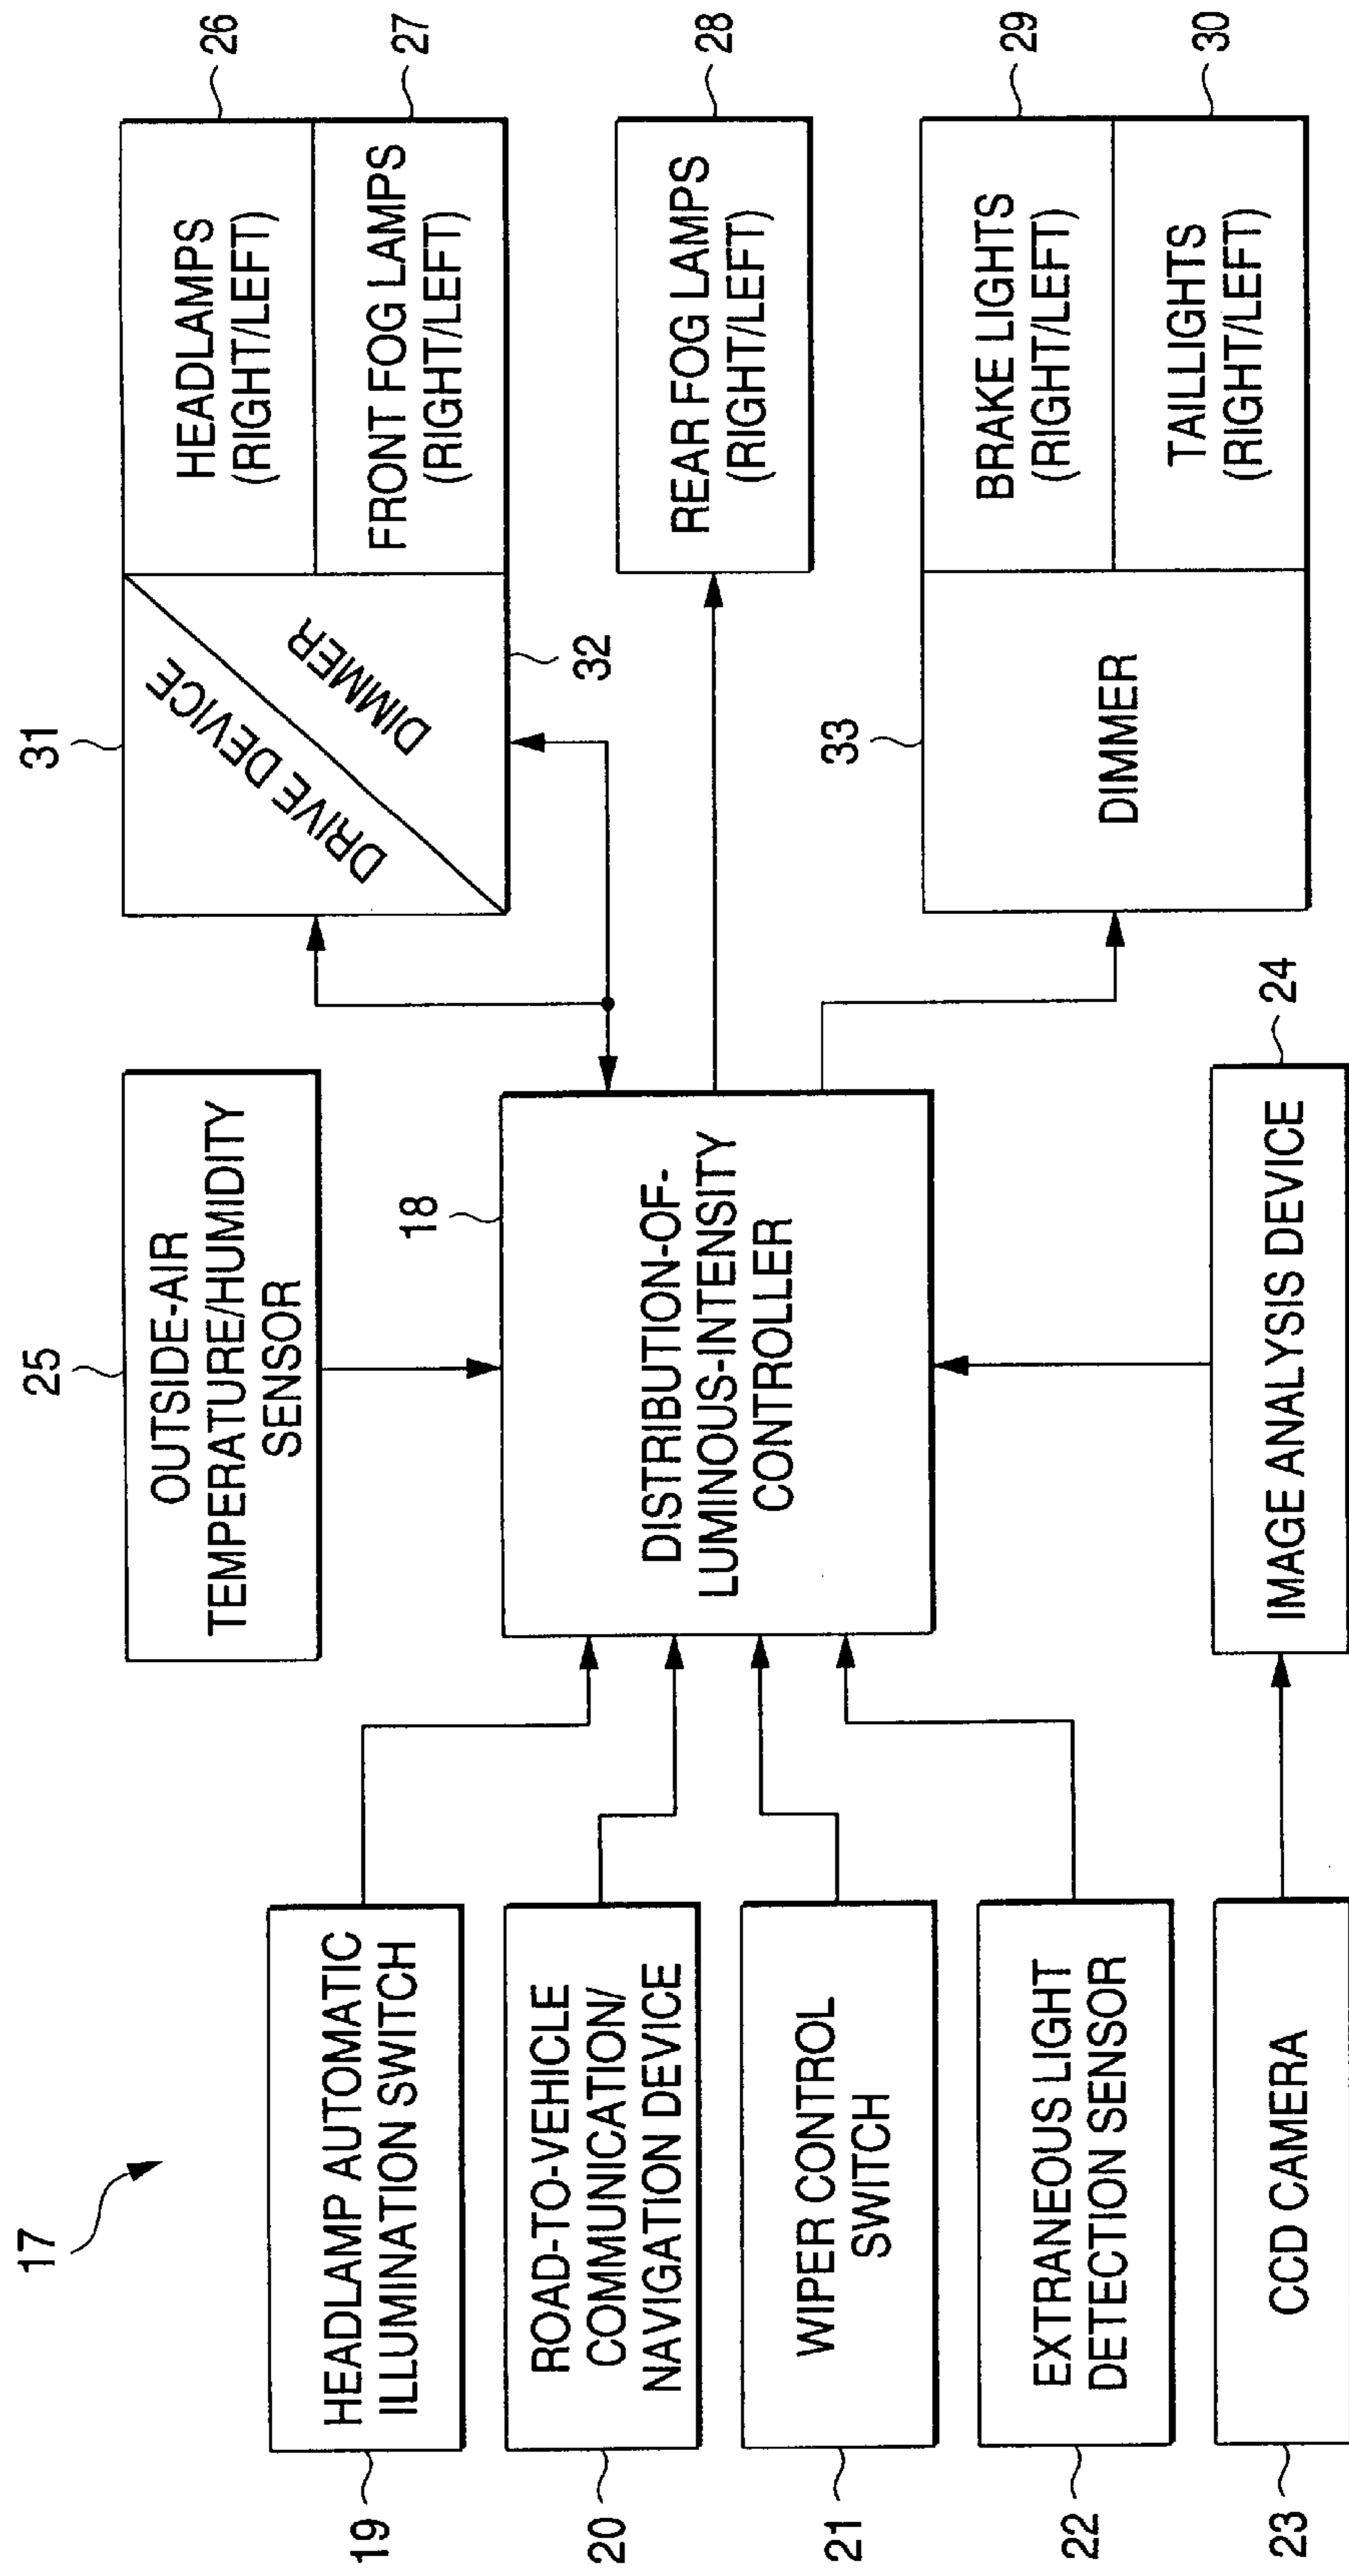 17
19
HEADLAMP AUTOMATIC
ILLUMINATION SWITCH
20
ROAD-TO-VEHICLE
COMMUNICATION/
NAVIGATION DEVICE
21
WIPER CONTROL
SWITCH
22
EXTRANEOUS LIGHT
DETECTION SENSOR
23
CCD CAMERA
25
OUTSIDE-AIR
TEMPERATURE/HUMIDITY
SENSOR
18
DISTRIBUTION-OF-
LUMINOUS-INTENSITY
CONTROLLER
24
IMAGE ANALYSIS DEVICE
31
DRIVE DEVICE
DIMMER
32
HEADLAMPS
(RIGHT/LEFT)
26
FRONT FOG LAMPS
(RIGHT/LEFT)
27
REAR FOG LAMPS
(RIGHT/LEFT)
28
33
DIMMER
BRAKE LIGHTS
(RIGHT/LEFT)
29
TAILLIGHTS
(RIGHT/LEFT)
30